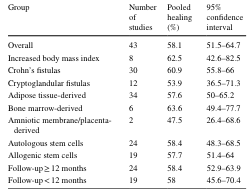 Group Number of studies Pooled healing (%) 95% confidence interval
Overall 43 58.1 51.5–64.7
Increased body mass index 8 62.5 42.6–82.5
Crohn's fistulas 30 60.9 55.8–66
Cryptoglandular fistulas 12 53.9 36.5–71.3
Adipose tissue-derived 34 57.6 50–65.2
Bone marrow-derived 6 63.6 49.4–77.7
Amniotic membrane/placenta-derived 2 47.5 26.4–68.6
Autologous stem cells 24 58.4 48.3–68.5
Allogenic stem cells 19 57.7 51.4–64
Follow-up ≥ 12 months 24 58.4 52.9–63.9
Follow-up < 12 months 19 58 45.6–70.4